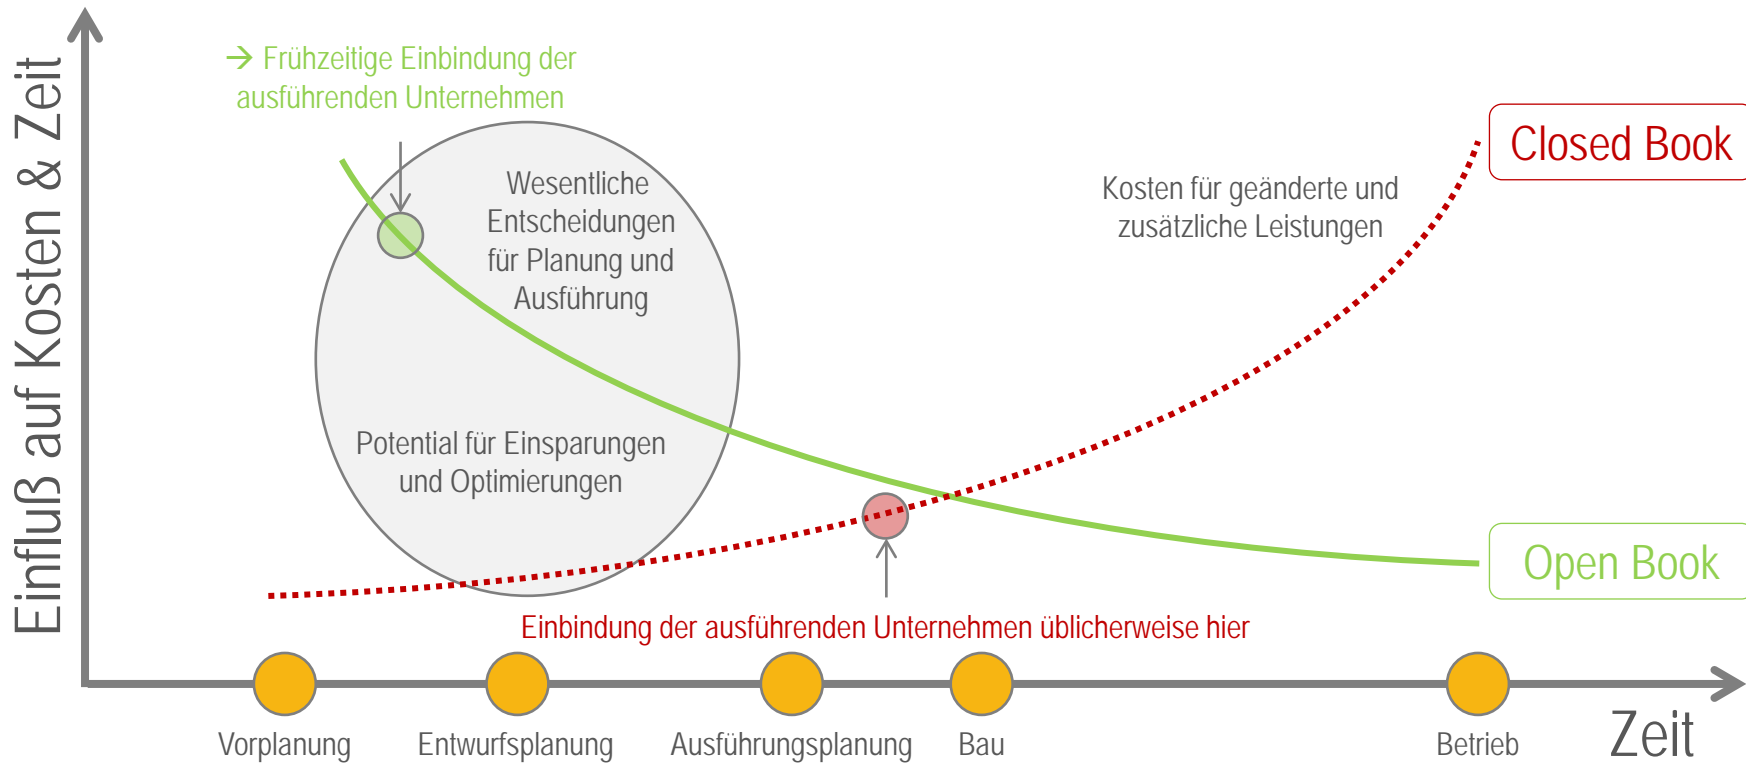 Einfluß auf Kosten & Zeit
→ Frühzeitige Einbindung der
ausführenden Unternehmen
Wesentliche
Entscheidungen
für Planung und
Ausführung
Potential für Einsparungen
und Optimierungen
Kosten für geänderte und
zusätzliche Leistungen
Closed Book
Open Book
Einbindung der ausführenden Unternehmen üblicherweise hier
Vorplanung
Entwurfsplanung
Ausführungsplanung
Bau
Betrieb
Zeit